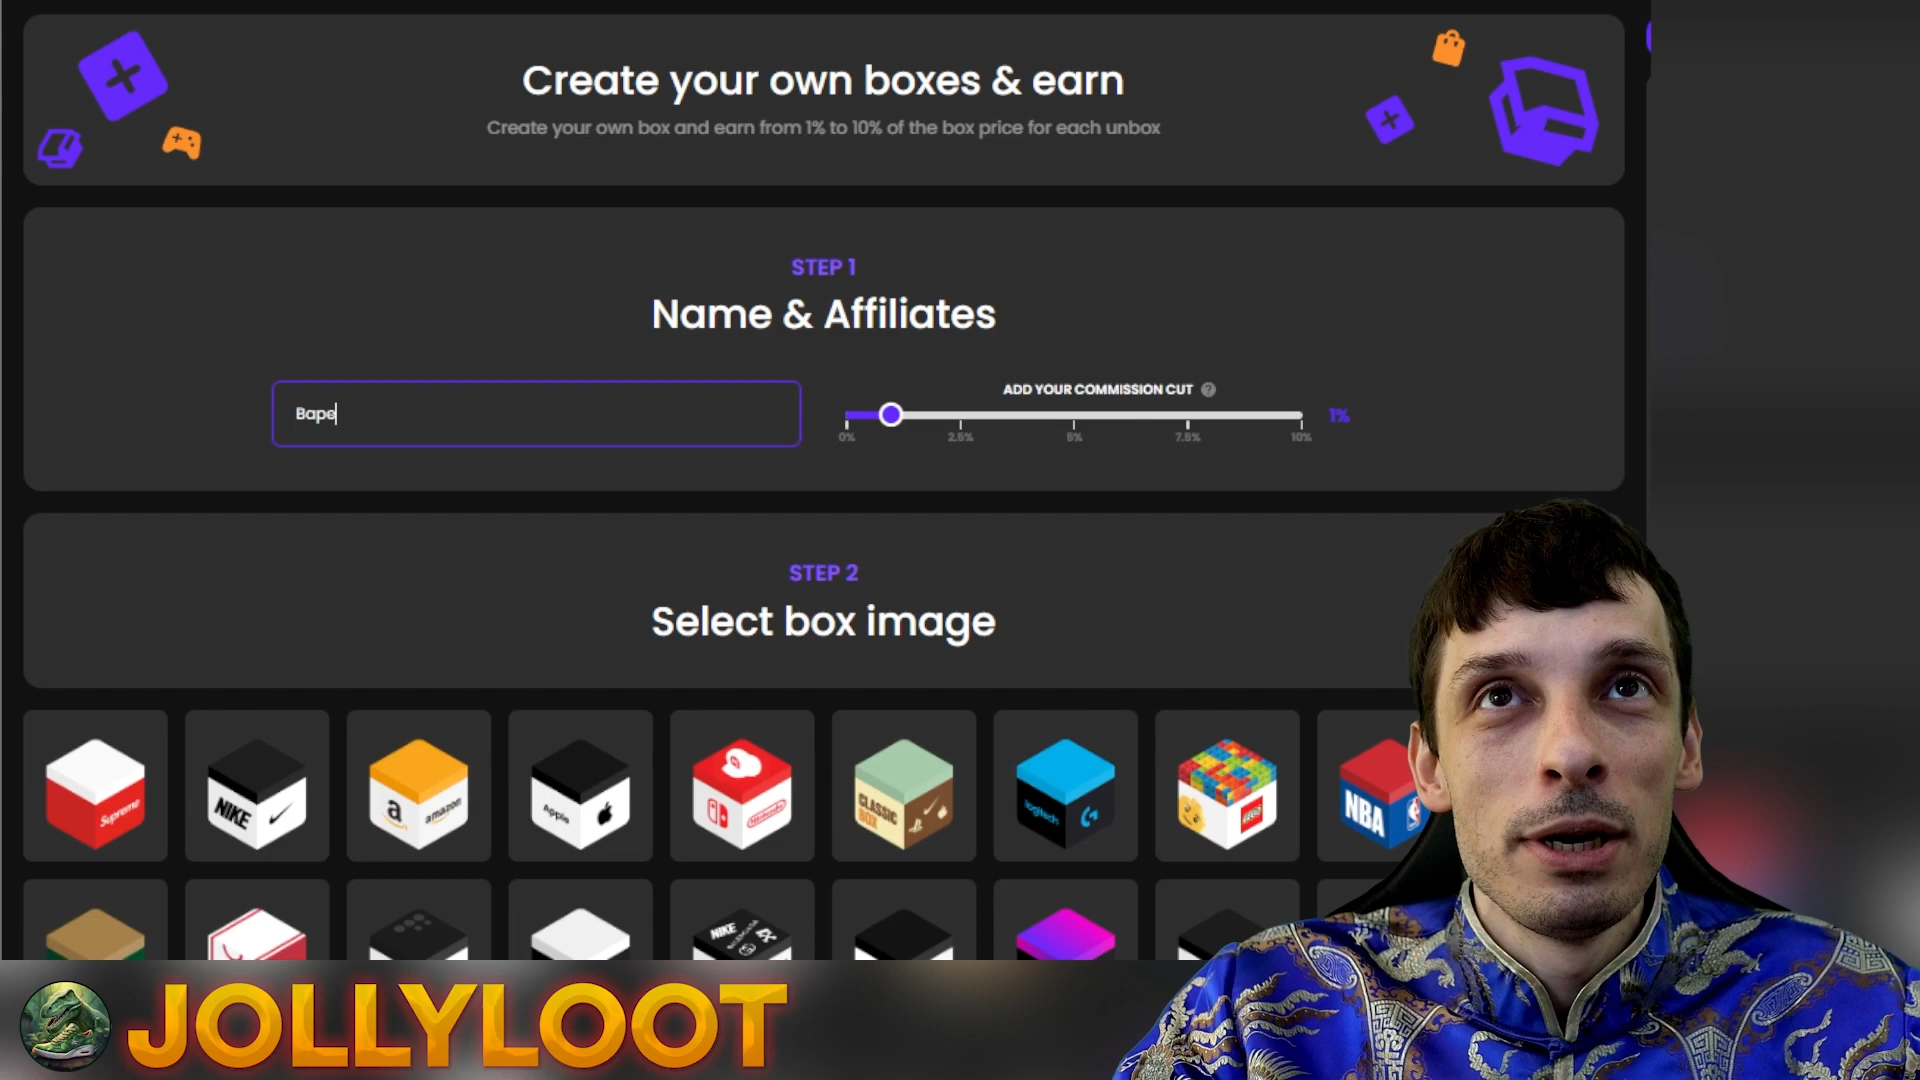 Create your own boxes & earn
Create your own box and earn from 1% to 10% of the box price for each unbox
STEP 1
Name & Affiliates
Bape
ADD YOUR COMMISSION CUT ?
1%
0% 2.5% 5% 7.5% 10%
STEP 2
Select box image
Supreme
NIKE
a amazon
Apple
Nintendo
CLASSIC BOX
logitech G
LEGO
NBA
NIKE BALENCIAGA
JOLLYLOOT